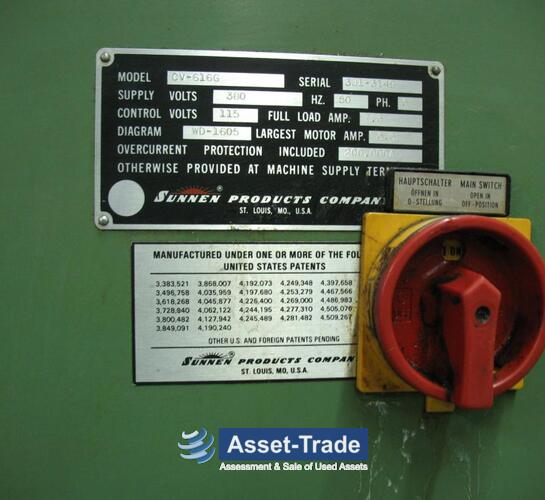 MODEL CV-616G SERIAL
SUPPLY VOLTS 380 HZ. 50 PH.
CONTROL VOLTS 115 FULL LOAD AMP.
DIAGRAM WD-1605 LARGEST MOTOR AMP.
OVERCURRENT PROTECTION INCLUDED
OTHERWISE PROVIDED AT MACHINE SUPPLY
SUNNEN PRODUCTS COMPANY
ST. LOUIS, MO., U.S.A.
HAUPTSCHALTER MAIN SWITCH
ÖFFNEN IN OPEN IN
0-STELLUNG OFF-POSITION
ON
MANUFACTURED UNDER ONE OR MORE OF THE FOL
UNITED STATES PATENTS
3,383,521 3,868,007 4,192,073 4,249,348 4,397,658
3,496,758 4,035,959 4,197,680 4,253,279 4,467,566
3,618,268 4,045,877 4,226,400 4,269,000 4,486,983
3,728,940 4,062,122 4,244,195 4,277,310 4,505,076
3,800,482 4,127,942 4,245,489 4,281,482 4,509,267
3,849,091 4,190,240
OTHER U.S. AND FOREIGN PATENTS PENDING
SUNNEN PRODUCTS COMPAN
ST. LOUIS, MO, U.S.A.
Asset-Trade
Assessment & Sale of Used Assets